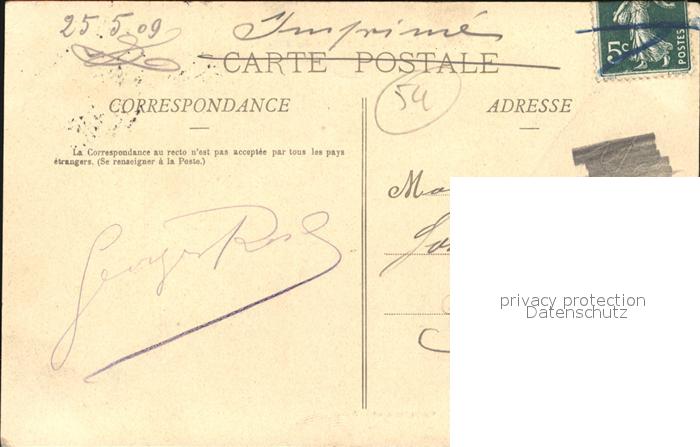 25.5.09 Imprimé
CARTE POSTALE
5c POSTES
54
CORRESPONDANCE
ADRESSE
La Correspondance au recto n'est pas acceptée par tous les pays
étrangers. (Se renseigner à la Poste.)
Georges
privacy protection
Datenschutz